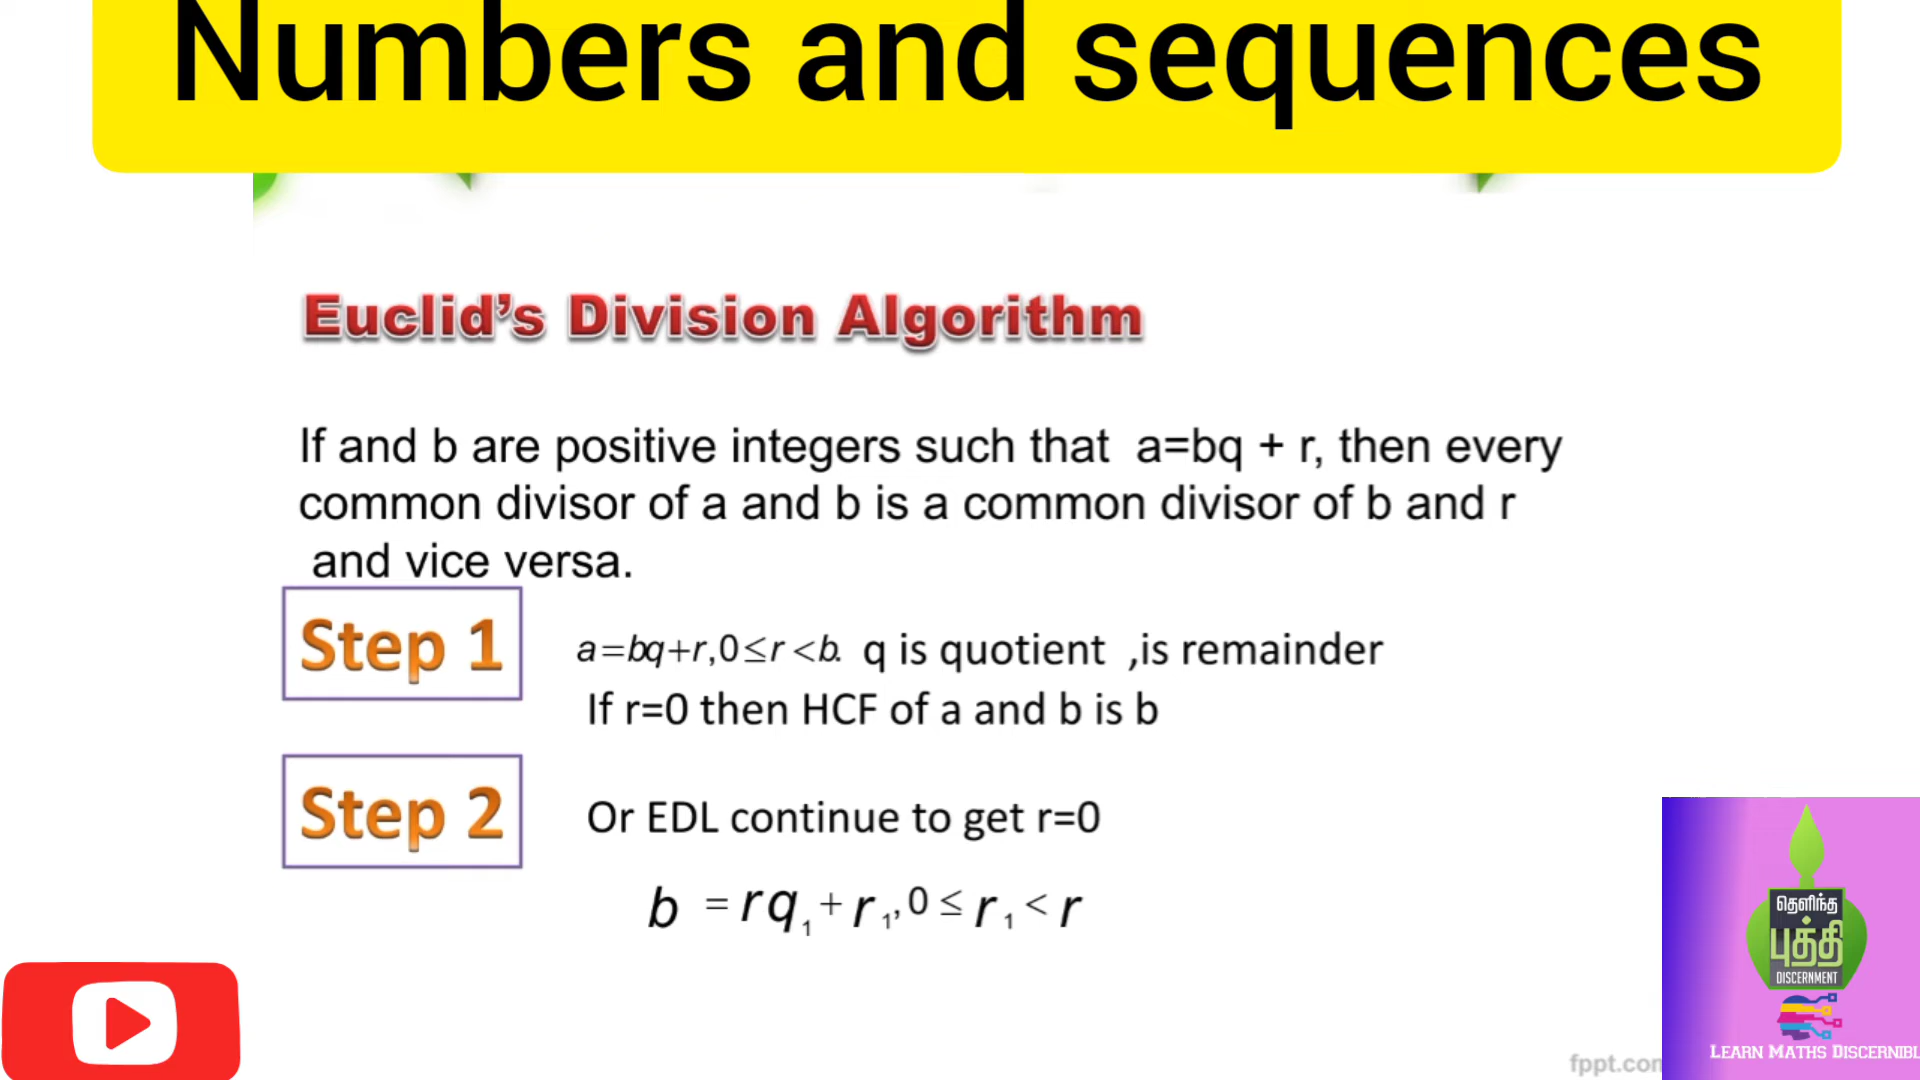 Numbers and sequences
Euclid’s Division Algorithm
If and b are positive integers such that a=bq + r, then every
common divisor of a and b is a common divisor of b and r
and vice versa.
Step 1
a=bq+r,0≤r<b. q is quotient ,is remainder
If r=0 then HCF of a and b is b
Step 2
Or EDL continue to get r=0
b = rq₁+r₁,0≤r₁<r
தெளிந்த
புத்தி
DISCERNMENT
LEARN MATHS DISCERNIBL
fppt.com